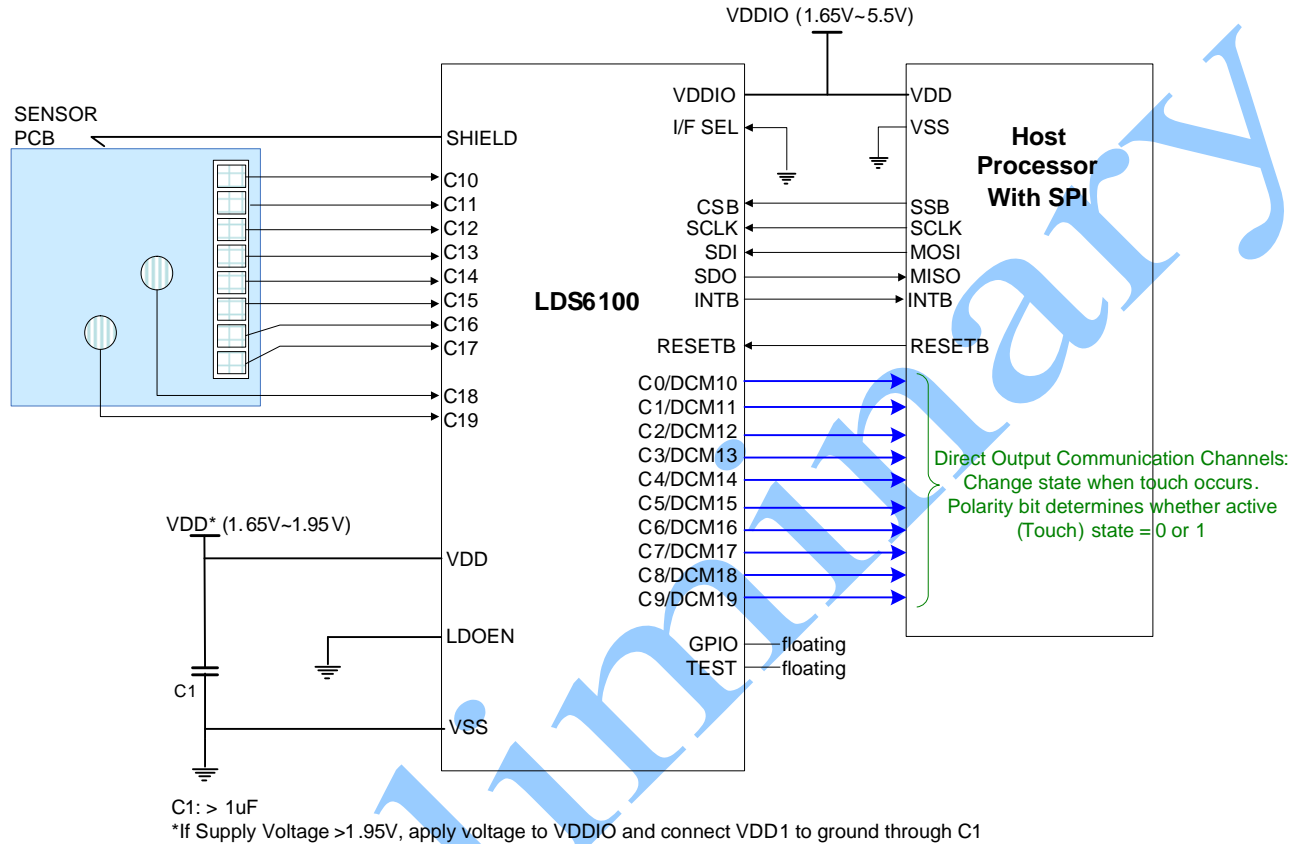 VDDIO (1.65V~5.5V)
SENSOR
PCB
SHIELD
C10
C11
C12
C13
C14
C15
C16
C17
C18
C19
LDS6100
VDDIO
I/F SEL
CSB
SCLK
SDI
SDO
INTB
RESETB
C0/DCM10
C1/DCM11
C2/DCM12
C3/DCM13
C4/DCM14
C5/DCM15
C6/DCM16
C7/DCM17
C8/DCM18
C9/DCM19
GPIO
TEST
floating
floating
VDD
VSS
Host
Processor
With SPI
SSB
SCLK
MOSI
MISO
INTB
RESETB
Direct Output Communication Channels:
Change state when touch occurs.
Polarity bit determines whether active
(Touch) state = 0 or 1
VDD* (1.65V~1.95V)
VDD
LDOEN
C1
VSS
C1: > 1uF
*If Supply Voltage >1.95V, apply voltage to VDDIO and connect VDD1 to ground through C1
liminary